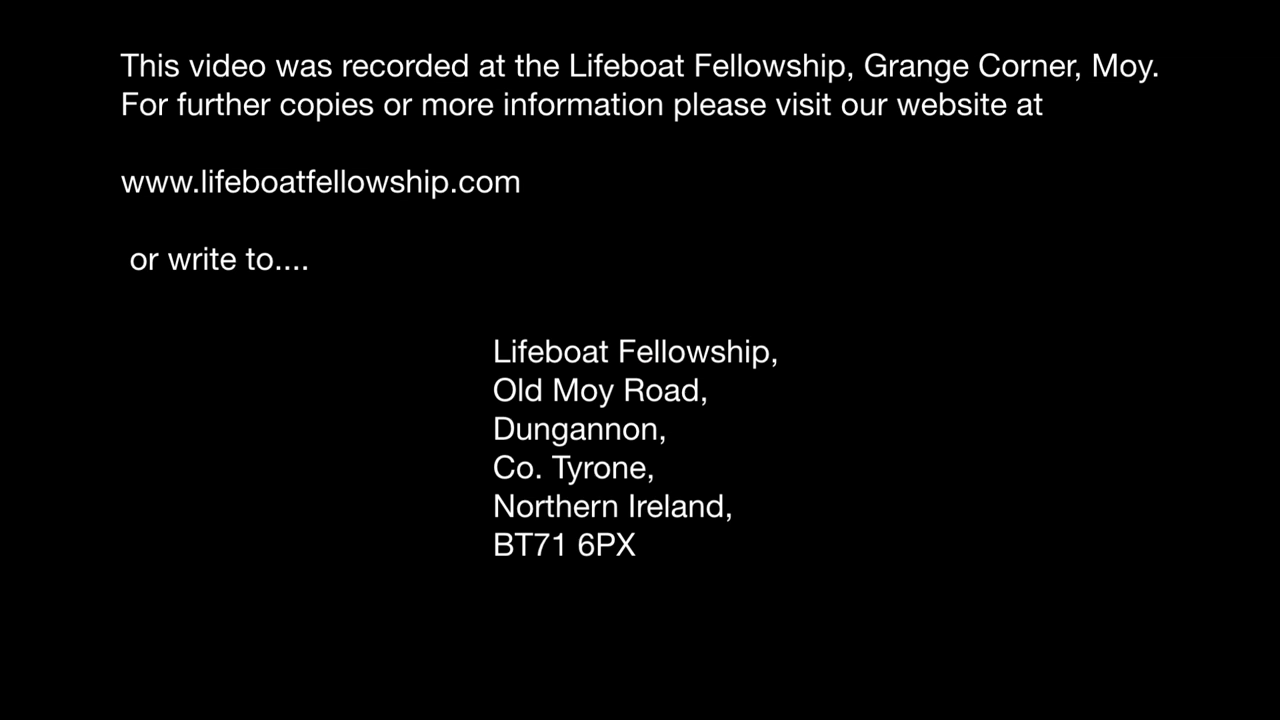 This video was recorded at the Lifeboat Fellowship, Grange Corner, Moy.
For further copies or more information please visit our website at
www.lifeboatfellowship.com
or write to....
Lifeboat Fellowship,
Old Moy Road,
Dungannon,
Co. Tyrone,
Northern Ireland,
BT71 6PX